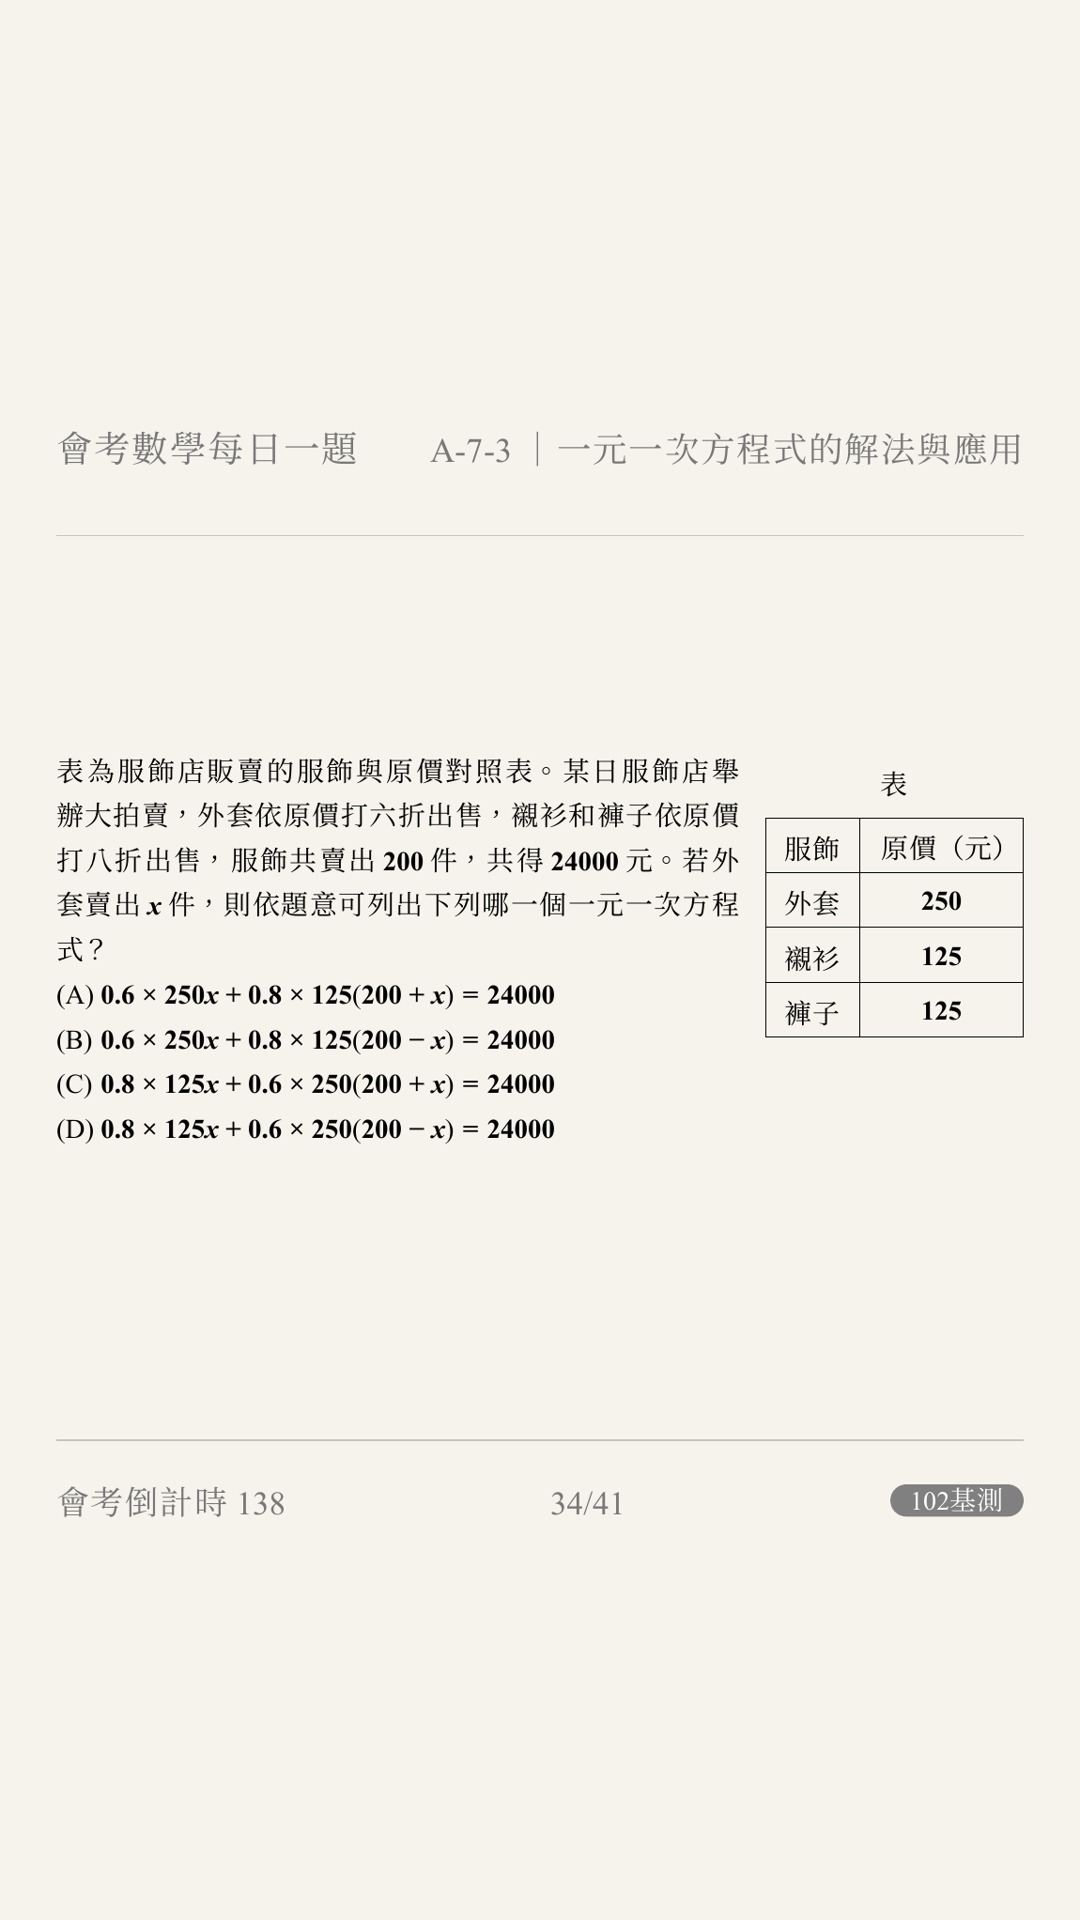 會考數學每日一題
A-7-3｜一元一次方程式的解法與應用
表為服飾店販賣的服飾與原價對照表。某日服飾店舉
辦大拍賣，外套依原價打六折出售，襯衫和褲子依原價
打八折出售，服飾共賣出 200 件，共得 24000 元。若外
套賣出 x 件，則依題意可列出下列哪一個一元一次方程
式？
(A) 0.6 × 250x + 0.8 × 125(200 + x) = 24000
(B) 0.6 × 250x + 0.8 × 125(200 − x) = 24000
(C) 0.8 × 125x + 0.6 × 250(200 + x) = 24000
(D) 0.8 × 125x + 0.6 × 250(200 − x) = 24000
表
服飾 原價（元）
外套 250
襯衫 125
褲子 125
會考倒計時 138
34/41
102基測